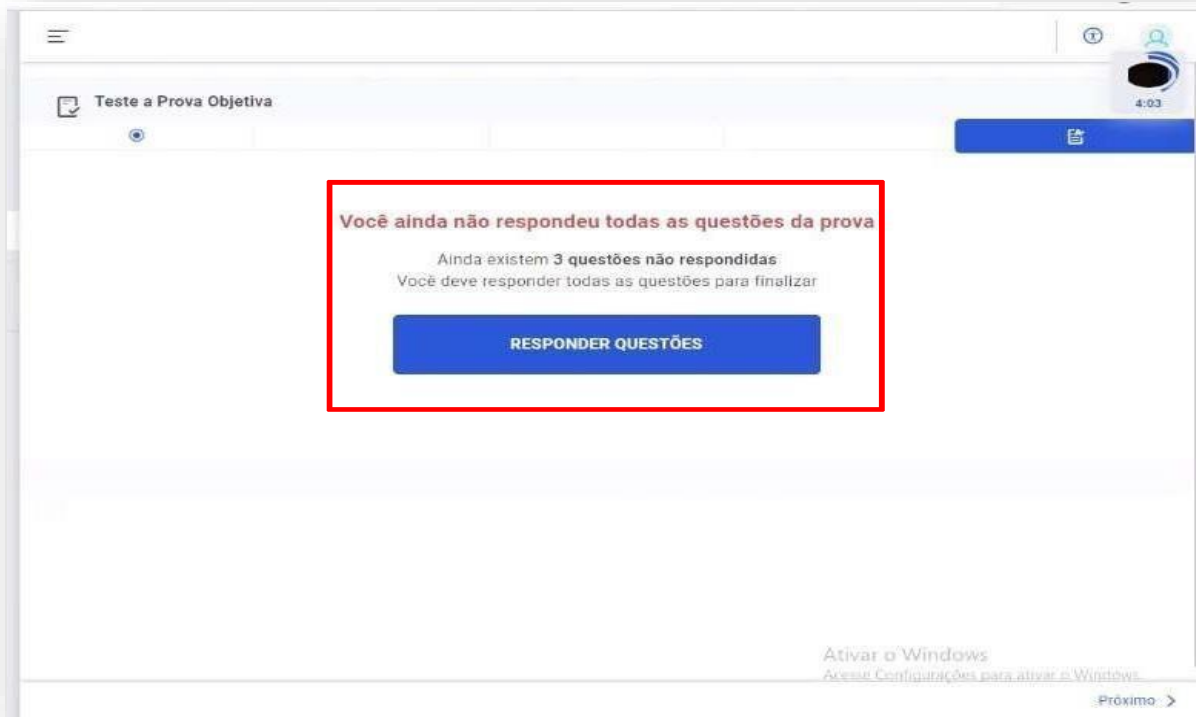 Teste a Prova Objetiva
4:03
Você ainda não respondeu todas as questões da prova
Ainda existem 3 questões não respondidas
Você deve responder todas as questões para finalizar
RESPONDER QUESTÕES
Ativar o Windows
Acesse Configurações para ativar o Windows.
Próximo